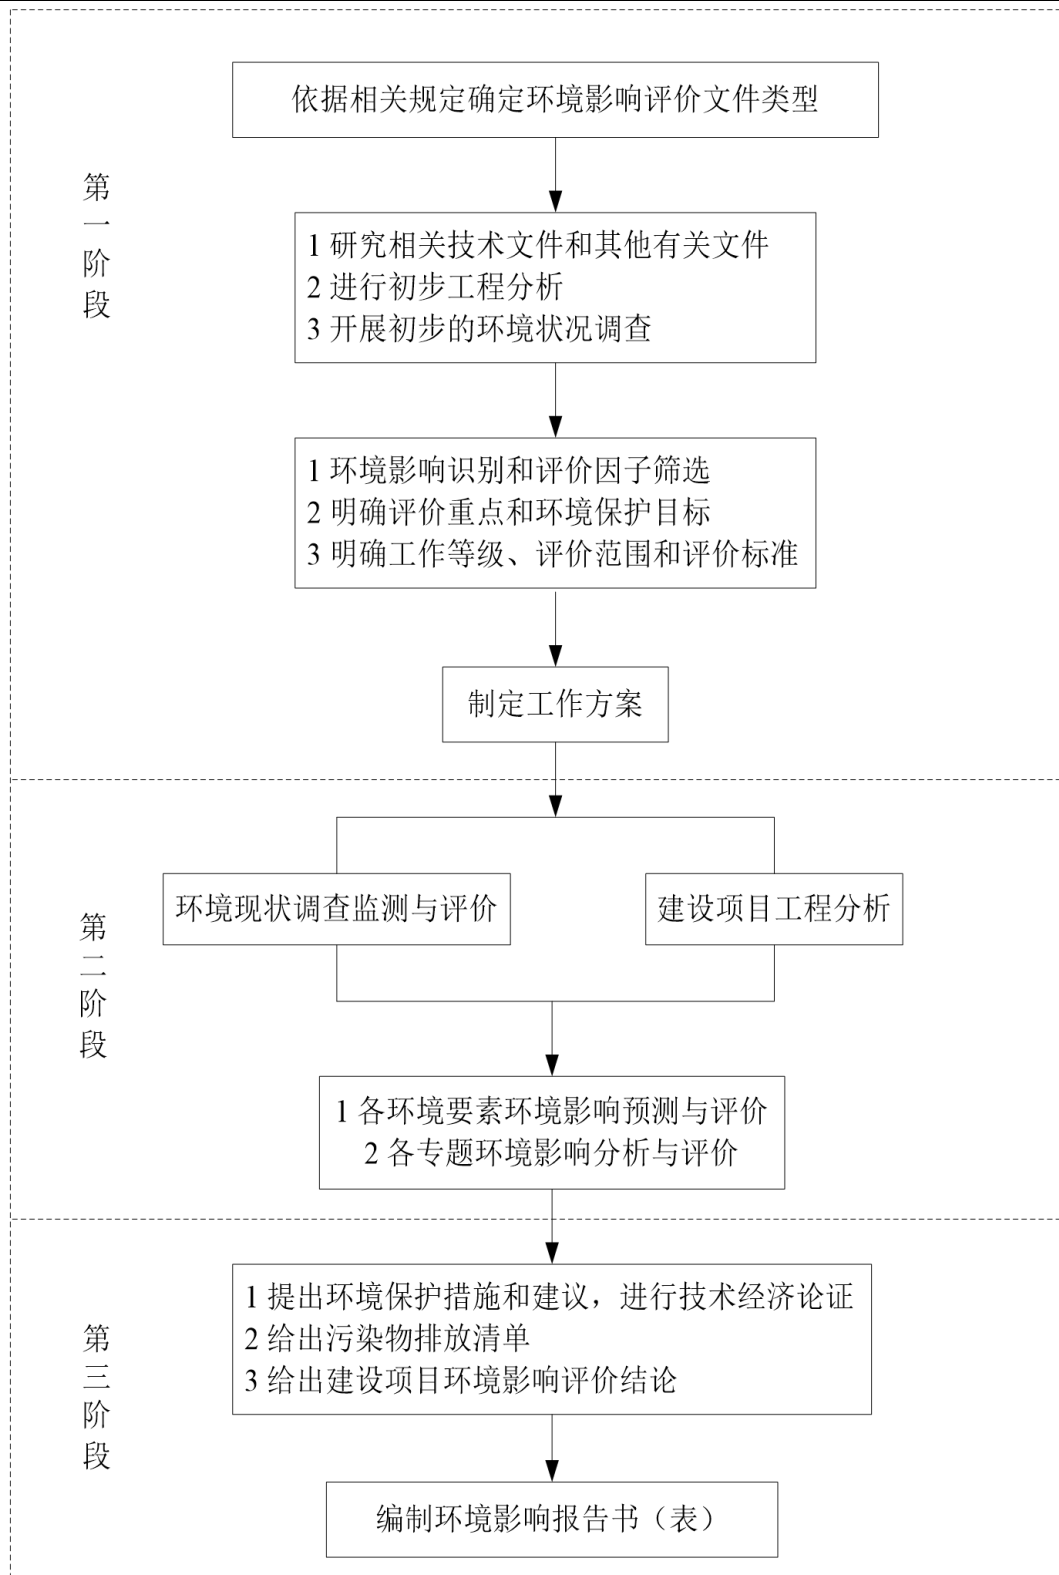 依据相关规定确定环境影响评价文件类型
第一阶段
1 研究相关技术文件和其他有关文件
2 进行初步工程分析
3 开展初步的环境状况调查
1 环境影响识别和评价因子筛选
2 明确评价重点和环境保护目标
3 明确工作等级、评价范围和评价标准
制定工作方案
第二阶段
环境现状调查监测与评价
建设项目工程分析
1 各环境要素环境影响预测与评价
2 各专题环境影响分析与评价
第三阶段
1 提出环境保护措施和建议，进行技术经济论证
2 给出污染物排放清单
3 给出建设项目环境影响评价结论
编制环境影响报告书（表）